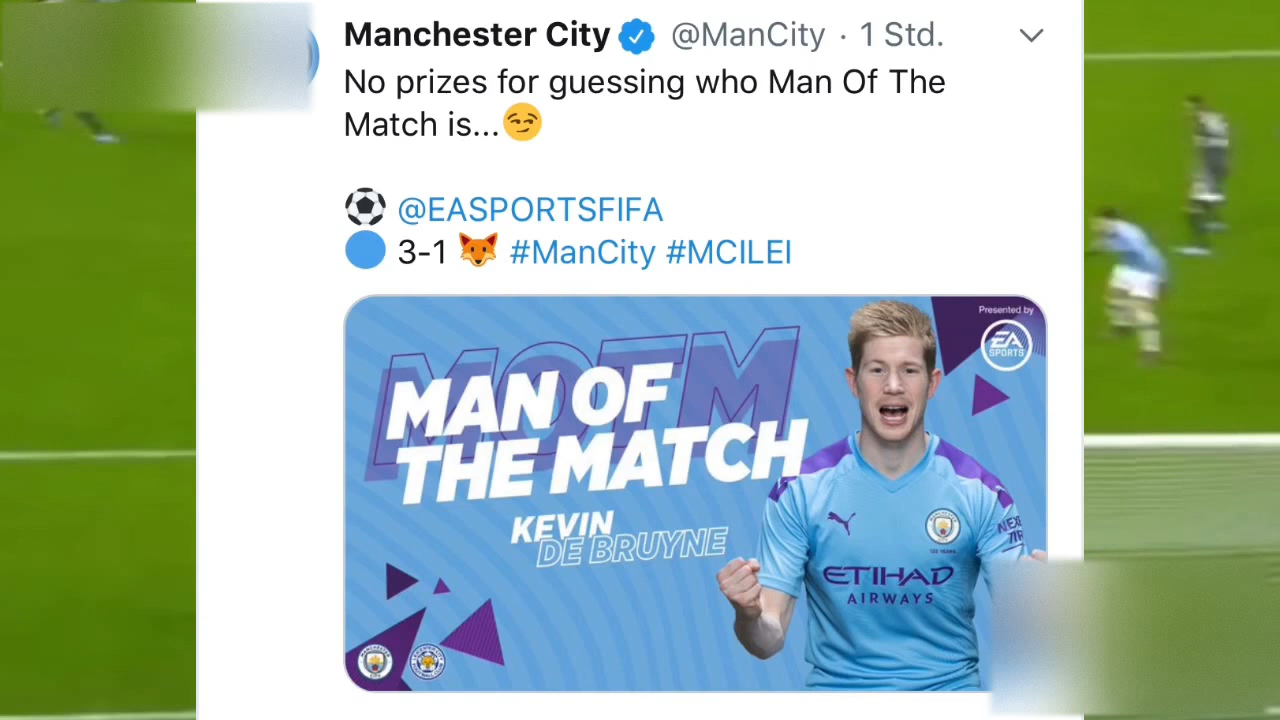 Manchester City @ManCity · 1 Std.
No prizes for guessing who Man Of The
Match is...😏
⚽ @EASPORTSFIFA
🔵 3-1 🦊 #ManCity #MCILEI
Presented by
EA
SPORTS
MOTM
MAN OF
THE MATCH
KEVIN
DE BRUYNE
ETIHAD
AIRWAYS